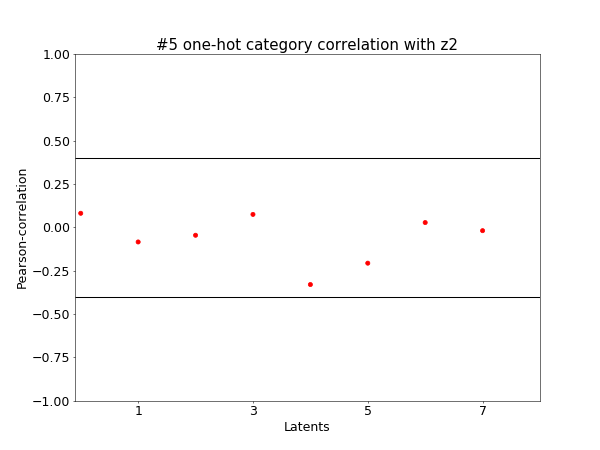 #5 one-hot category correlation with z2
1.00
0.75
0.50
0.25
0.00
−0.25
−0.50
−0.75
−1.00
Pearson-correlation
1 3 5 7
Latents